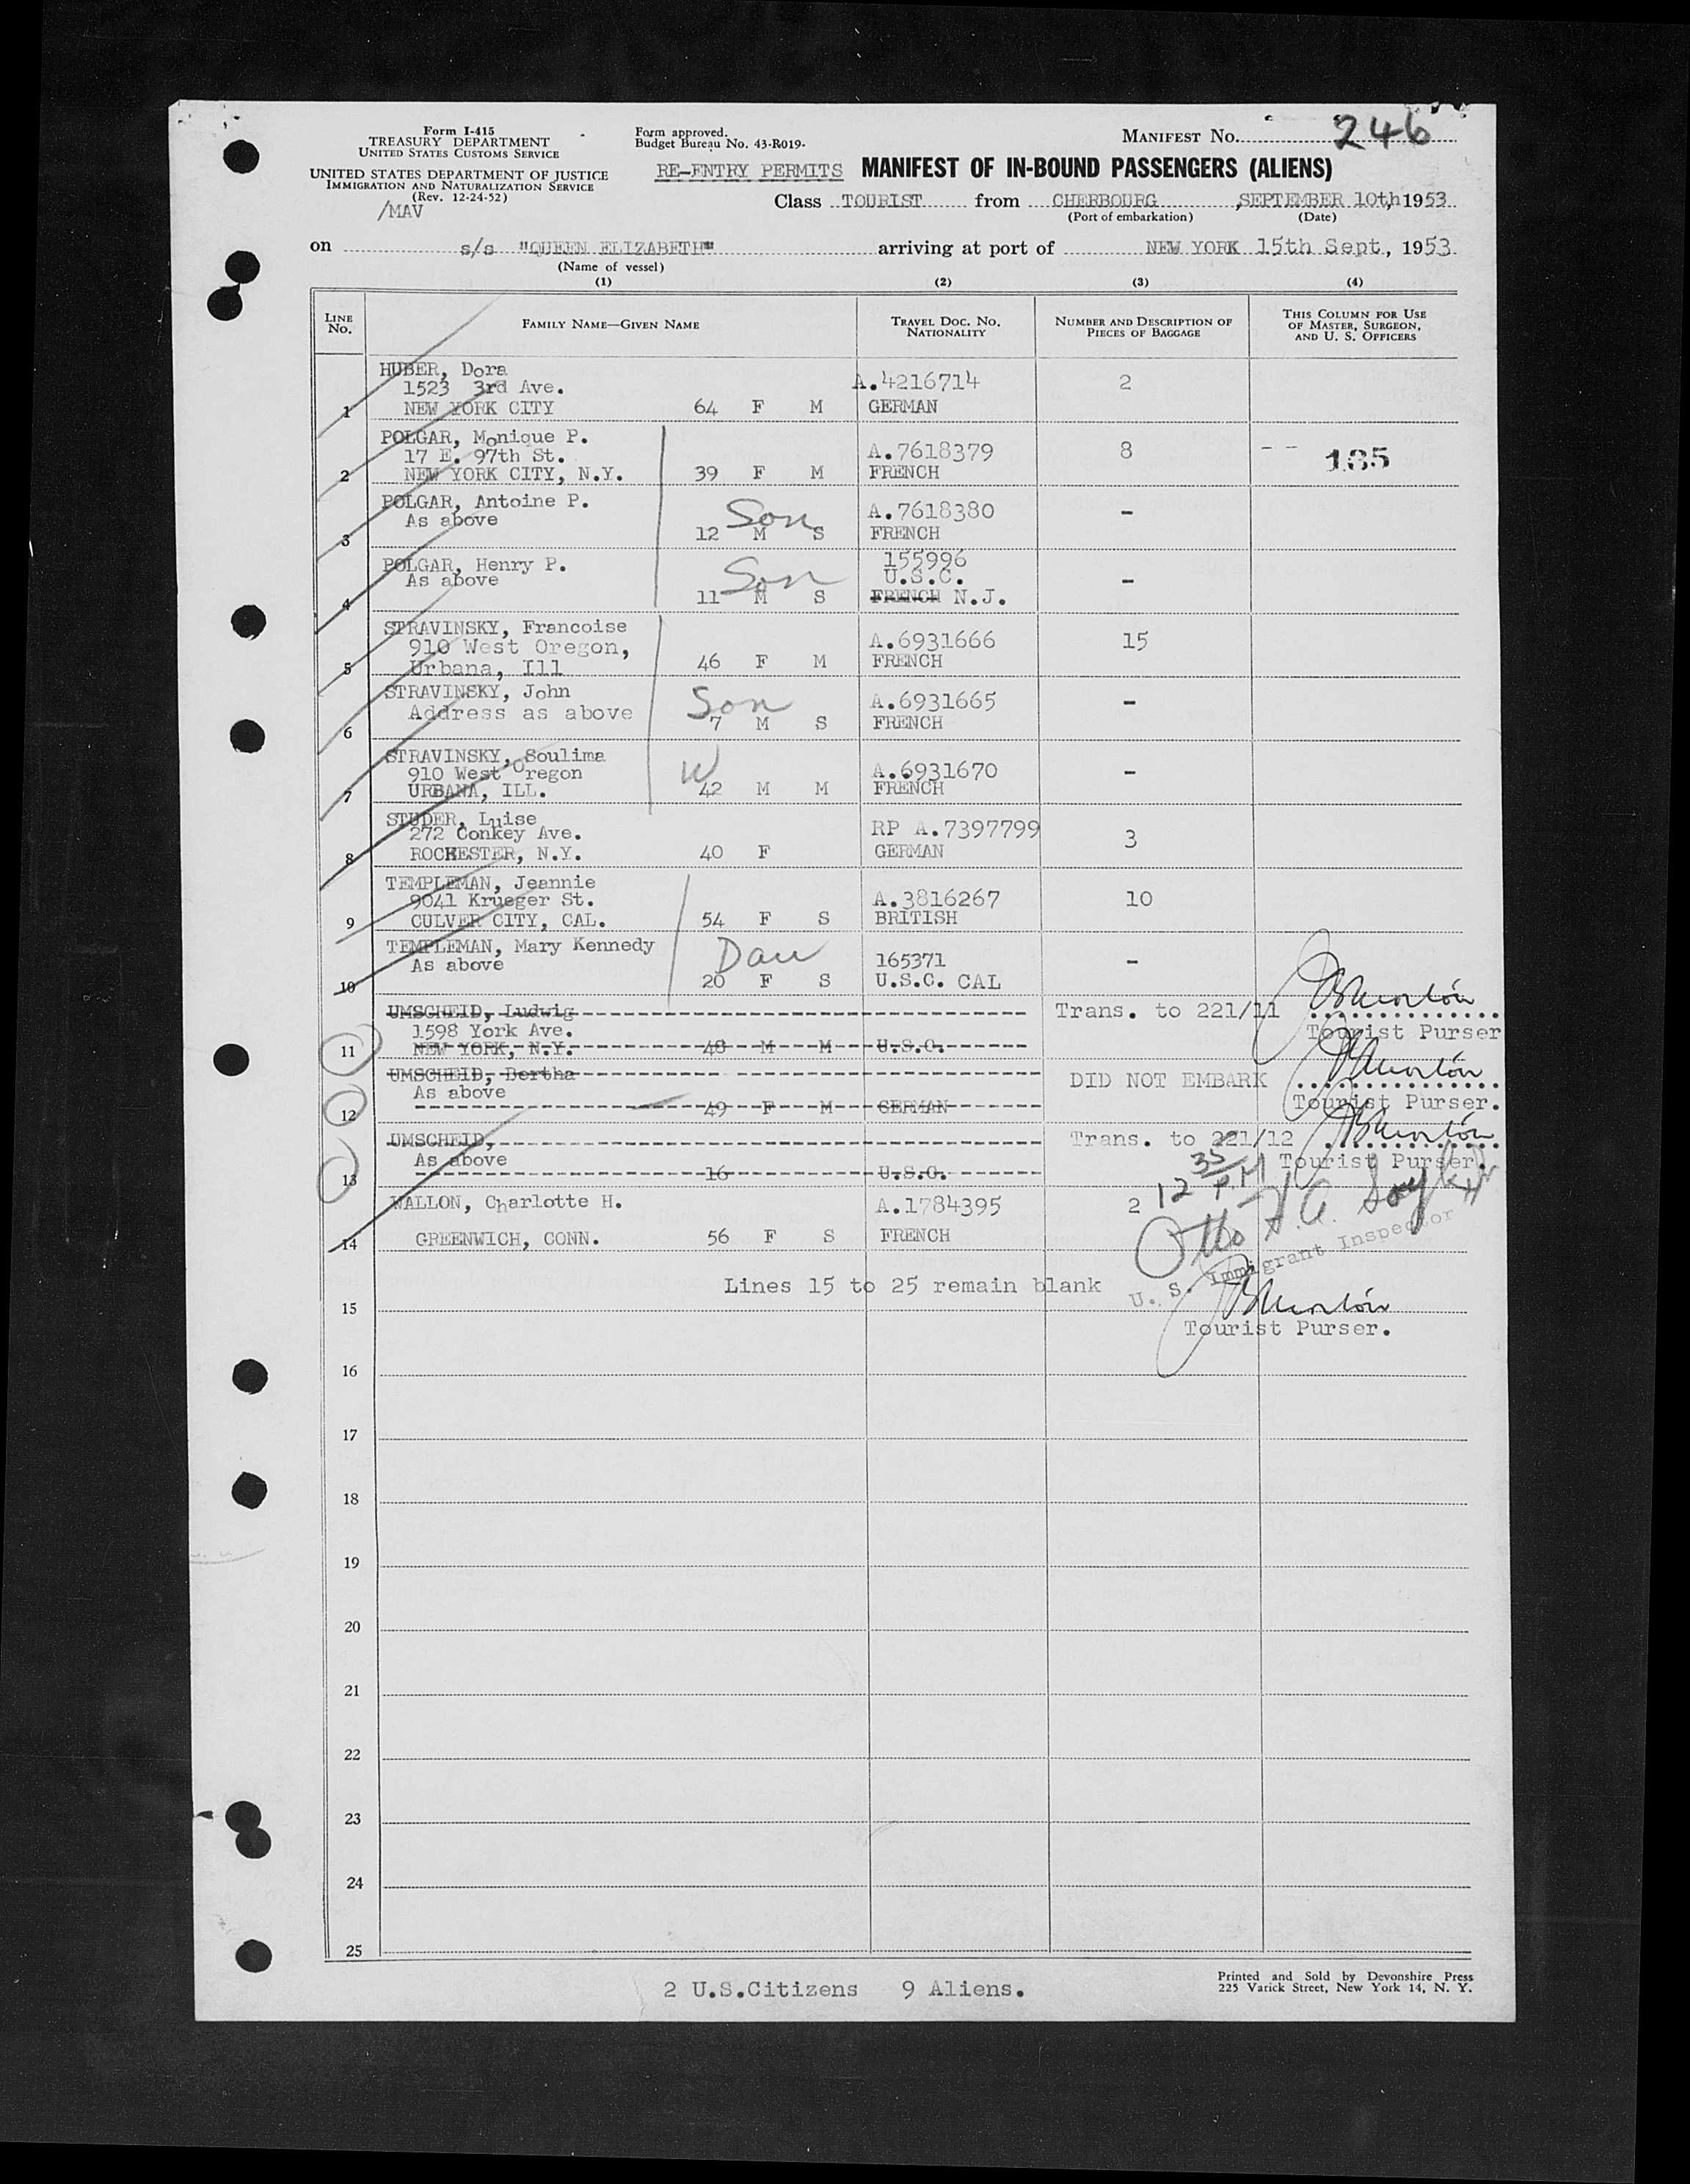 Form I-415
TREASURY DEPARTMENT
UNITED STATES CUSTOMS SERVICE
UNITED STATES DEPARTMENT OF JUSTICE
IMMIGRATION AND NATURALIZATION SERVICE
(Rev. 12-24-52)
/MAV
Form approved.
Budget Bureau No. 43-R019-
MANIFEST No. 246
RE-ENTRY PERMITS MANIFEST OF IN-BOUND PASSENGERS (ALIENS)
Class TOURIST from CHERBOURG, SEPTEMBER 10th, 1953
(Port of embarkation) (Date)
on s/s "QUEEN ELIZABETH" arriving at port of NEW YORK 15th Sept, 1953
(Name of vessel)
(1) (2) (3) (4)
LINE No. FAMILY NAME—GIVEN NAME TRAVEL DOC. NO. NATIONALITY NUMBER AND DESCRIPTION OF PIECES OF BAGGAGE THIS COLUMN FOR USE OF MASTER, SURGEON, AND U. S. OFFICERS
HUBER, Dora
1523 3rd Ave. A.4216714 2
1 NEW YORK CITY 64 F M GERMAN
POLGAR, Monique P.
17 E. 97th St. A.7618379 8 -- 185
2 NEW YORK CITY, N.Y. 39 F M FRENCH
POLGAR, Antoine P. Son A.7618380 -
As above
3 12 M S FRENCH
POLGAR, Henry P. Son 155996
As above U.S.C. -
4 11 M S FRENCH N.J.
STRAVINSKY, Francoise
910 West Oregon, A.6931666 15
5 Urbana, Ill 46 F M FRENCH
STRAVINSKY, John Son A.6931665 -
Address as above
6 7 M S FRENCH
STRAVINSKY, Soulima
910 West Oregon W A.6931670 -
7 URBANA, ILL. 42 M M FRENCH
STUDER, Luise
272 Conkey Ave. RP A.7397799 3
8 ROCHESTER, N.Y. 40 F GERMAN
TEMPLEMAN, Jeannie
9041 Krueger St. A.3816267 10
9 CULVER CITY, CAL. 54 F S BRITISH
TEMPLEMAN, Mary Kennedy Dau
As above 165371 -
10 20 F S U.S.C. CAL
UMSCHEID, Ludwig Trans. to 221/11
1598 York Ave. Tourist Purser
11 NEW YORK, N.Y. 48 M M U.S.C.
UMSCHEID, Bertha
As above DID NOT EMBARK
12 49 F M GERMAN Tourist Purser.
UMSCHEID, Trans. to 221/12
As above Tourist Purser.
13 16 U.S.C. 12 35 P.M
WALLON, Charlotte H. A.1784395 2
14 GREENWICH, CONN. 56 F S FRENCH
U. S. Immigrant Inspector
Lines 15 to 25 remain blank
15
Tourist Purser.
16
17
18
19
20
21
22
23
24
25
2 U.S.Citizens 9 Aliens.
Printed and Sold by Devonshire Press
225 Varick Street, New York 14, N. Y.